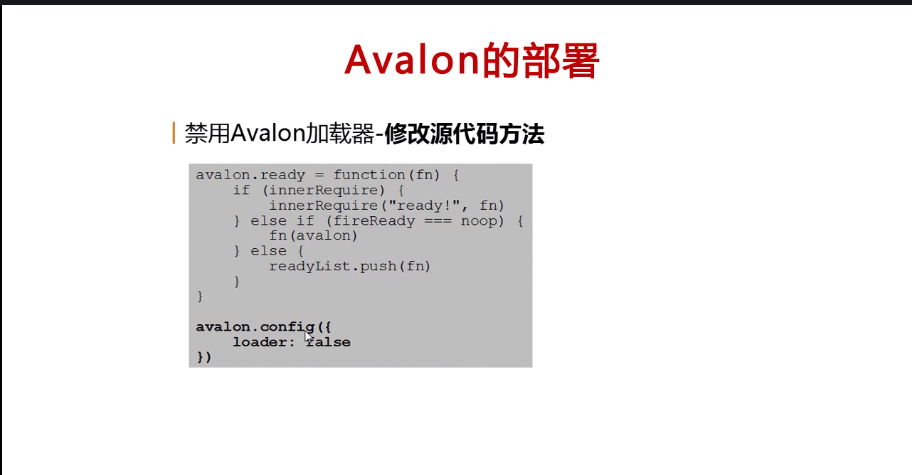 Avalon的部署
禁用Avalon加载器-修改源代码方法
avalon.ready = function(fn) {
    if (innerRequire) {
        innerRequire("ready!", fn)
    } else if (fireReady === noop) {
        fn(avalon)
    } else {
        readyList.push(fn)
    }
}
avalon.config({
    loader: false
})